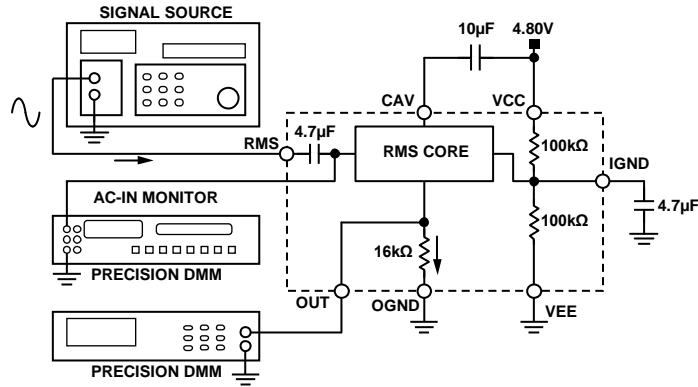 SIGNAL SOURCE
10µF
4.80V
CAV
VCC
4.7µF
RMS
RMS CORE
100kΩ
IGND
AC-IN MONITOR
100kΩ
4.7µF
PRECISION DMM
16kΩ
OUT
OGND
VEE
PRECISION DMM